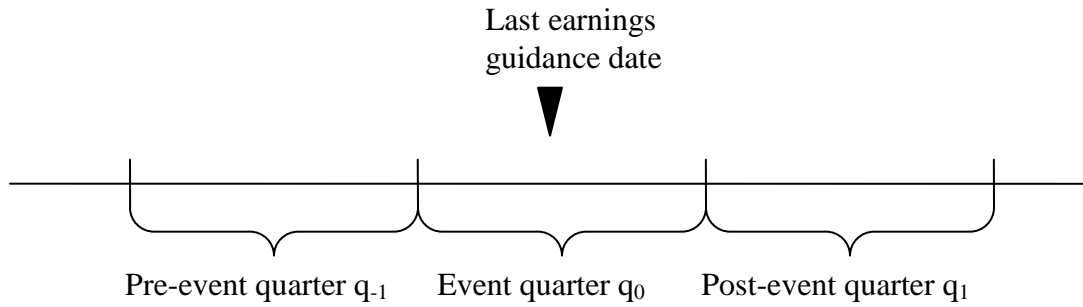 Last earnings
guidance date
Pre-event quarter q-1 Event quarter q0 Post-event quarter q1